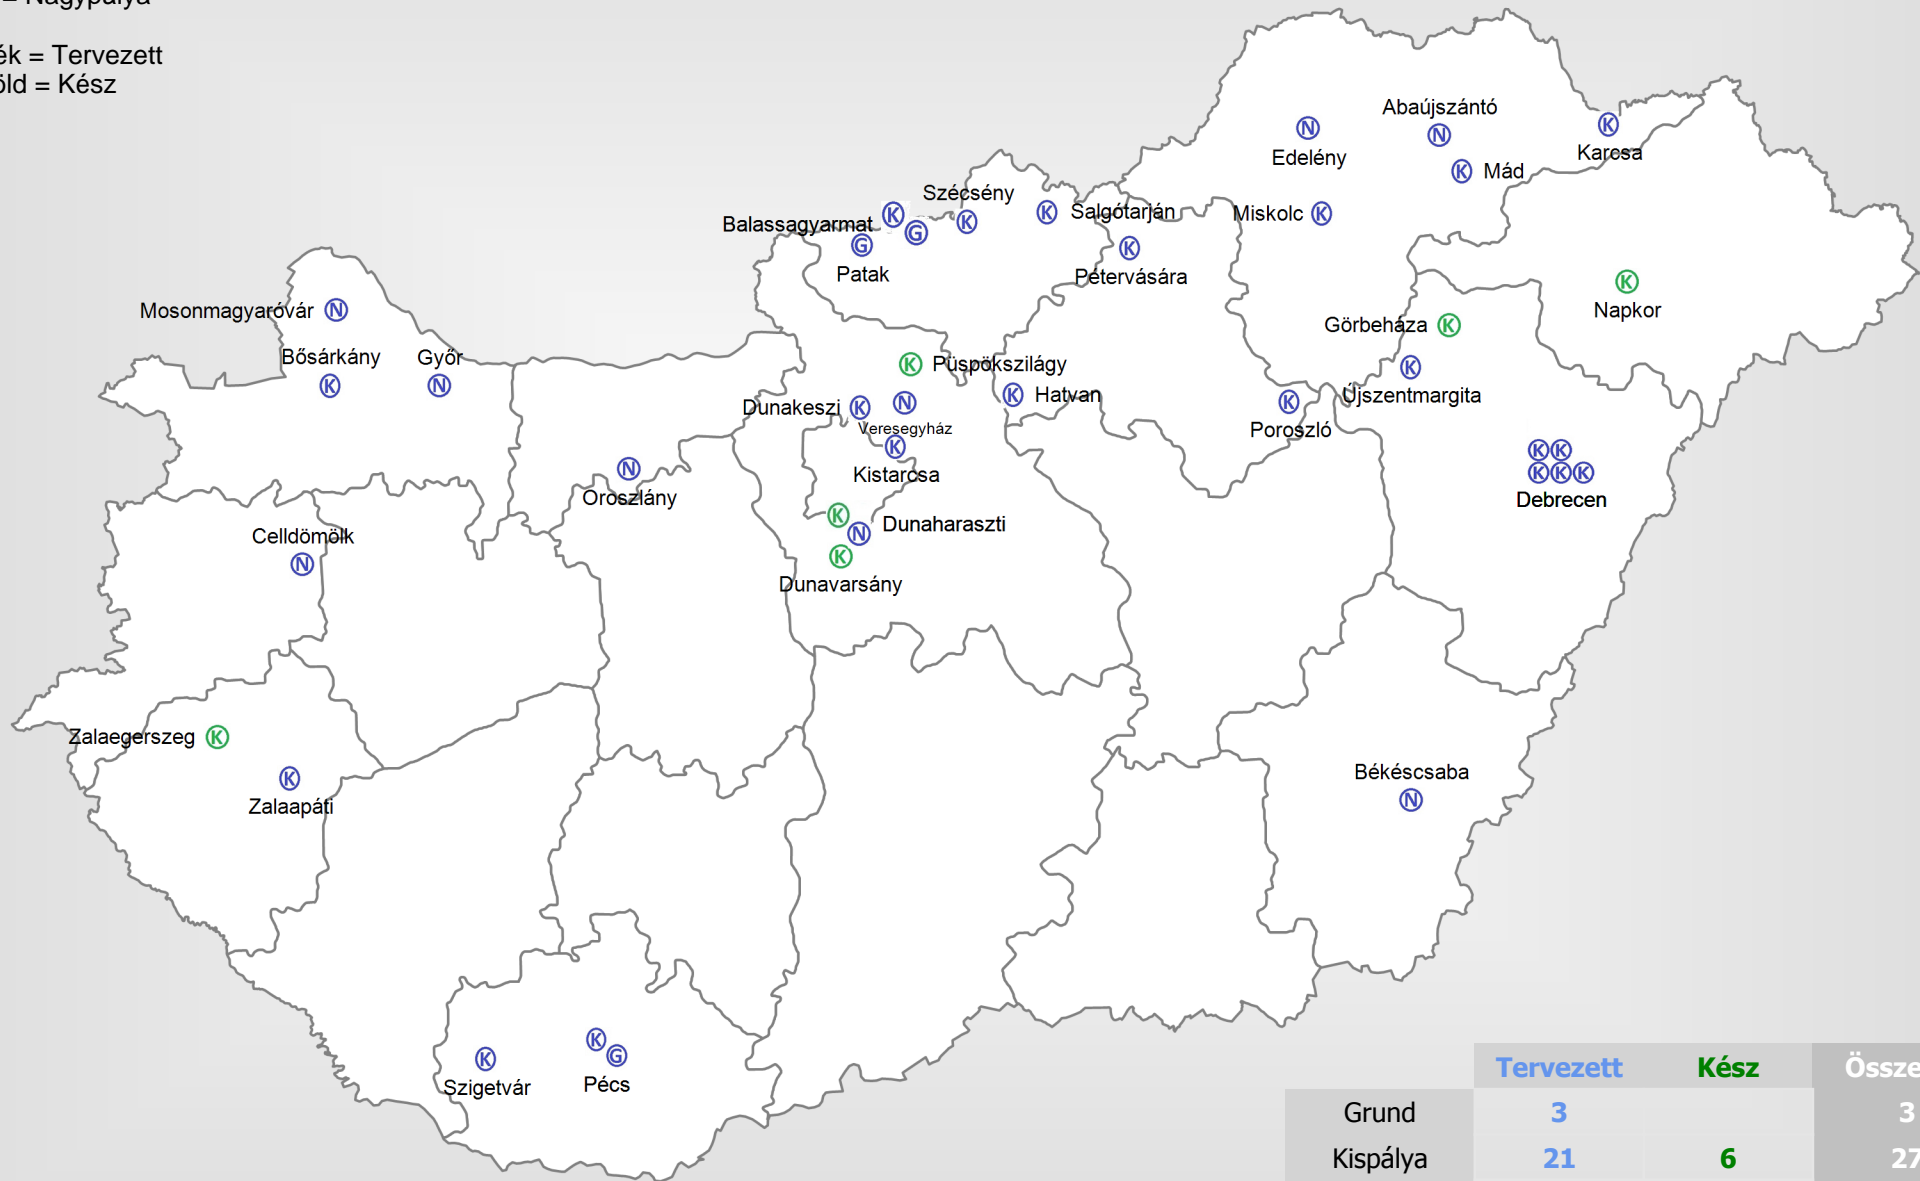 = Nagypálya
ék = Tervezett
öld = Kész
Abaújszántó
N
N
K
Edelény
Karcsa
K Mád
Szécsény
K
Balassagyarmat
G
K
K Salgótarján
Miskolc K
G
K
Patak
Pétervására
K
Napkor
Mosonmagyaróvár N
Görbeháza K
Bősárkány
Győr
K
N
K Püspökszilágy
K
Újszentmargita
Dunakeszi K
N
Veresegyház
K Hatvan
K
Poroszló
K
Kistarcsa
K K
K K K
Debrecen
N
Oroszlány
K
N
Dunaharaszti
K
Dunavarsány
Celldömölk
N
Zalaegerszeg K
K
Zalaapáti
Békéscsaba
N
K
Szigetvár
K
G
Pécs
Tervezett Kész Össze
Grund 3 3
Kispálya 21 6 27